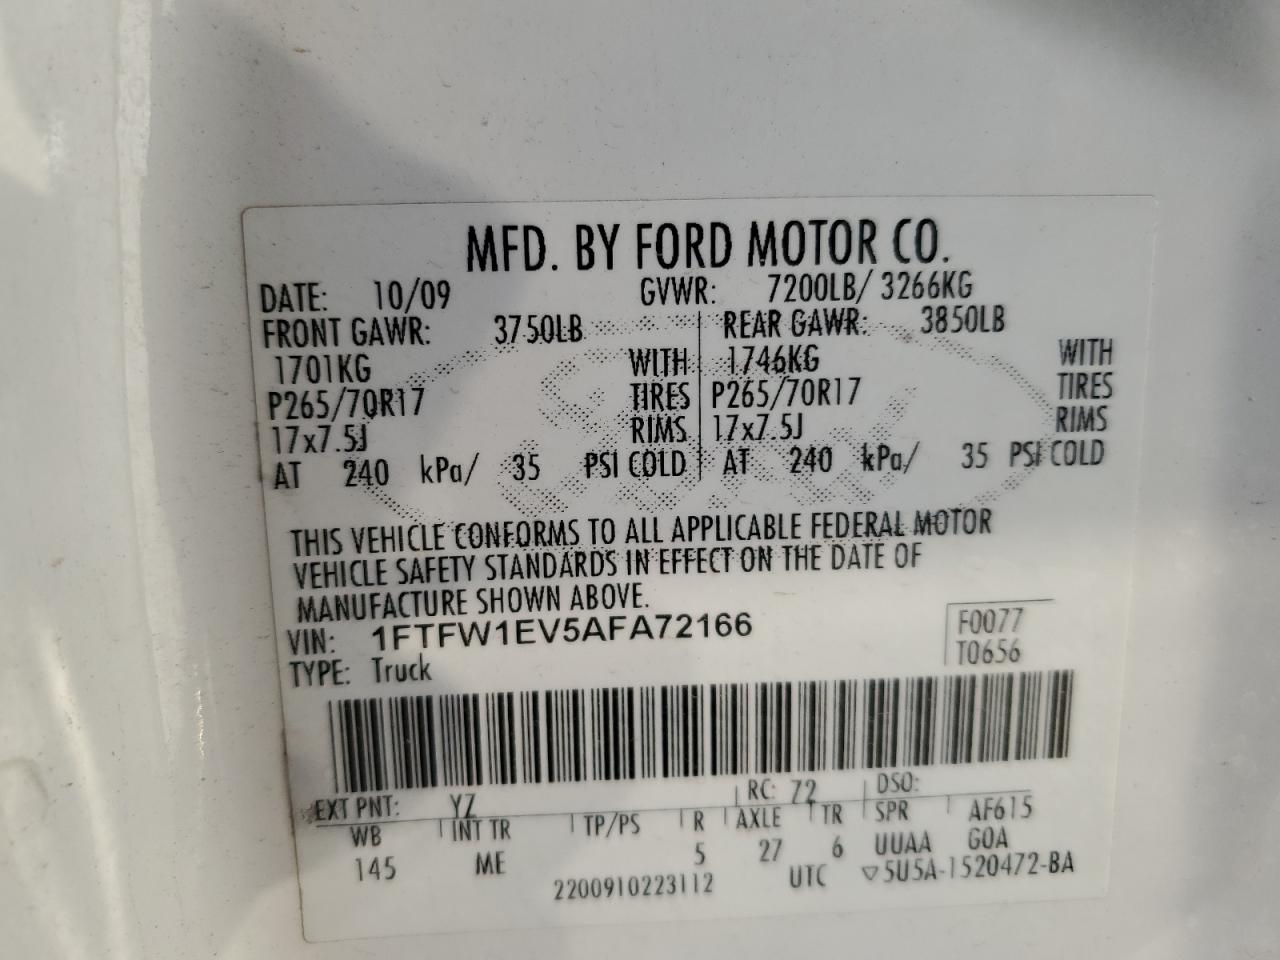 MFD. BY FORD MOTOR CO.
DATE: 10/09 GVWR: 7200LB/ 3266KG
FRONT GAWR: 3750LB REAR GAWR: 3850LB
1701KG WITH 1746KG WITH
P265/70R17 TIRES P265/70R17 TIRES
17x7.5J RIMS 17x7.5J RIMS
AT 240 kPa/ 35 PSI COLD AT 240 kPa/ 35 PSI COLD
THIS VEHICLE CONFORMS TO ALL APPLICABLE FEDERAL MOTOR
VEHICLE SAFETY STANDARDS IN EFFECT ON THE DATE OF
MANUFACTURE SHOWN ABOVE.
VIN: 1FTFW1EV5AFA72166 F0077
TYPE: Truck T0656
EXT PNT: YZ RC: 72 DSO:
WB INT TR TP/PS R AXLE TR SPR AF615
145 ME 5 27 6 UUAA GOA
2200910223112 UTC ▽5U5A-1520472-BA